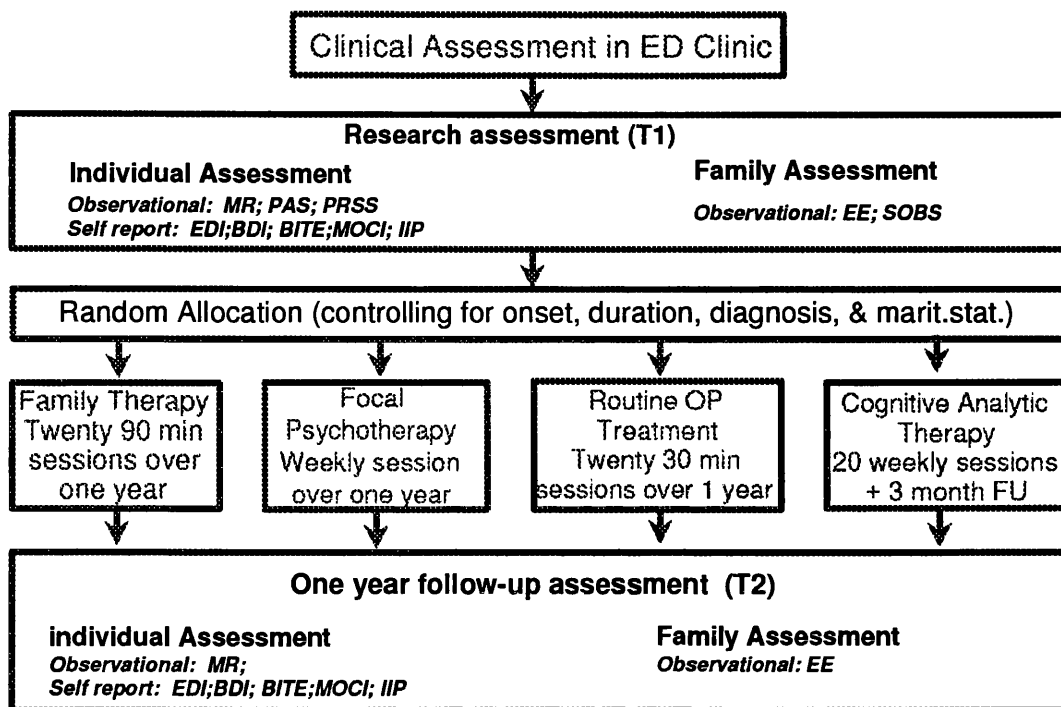 Clinical Assessment in ED Clinic
Research assessment (T1)
Individual Assessment
Observational: MR; PAS; PRSS
Self report: EDI;BDI; BITE;MOCI; IIP
Family Assessment
Observational: EE; SOBS
Random Allocation (controlling for onset, duration, diagnosis, & marit.stat.)
Family Therapy
Twenty 90 min
sessions over
one year
Focal
Psychotherapy
Weekly session
over one year
Routine OP
Treatment
Twenty 30 min
sessions over 1 year
Cognitive Analytic
Therapy
20 weekly sessions
+ 3 month FU
One year follow-up assessment (T2)
individual Assessment
Observational: MR;
Self report: EDI;BDI; BITE;MOCI; IIP
Family Assessment
Observational: EE